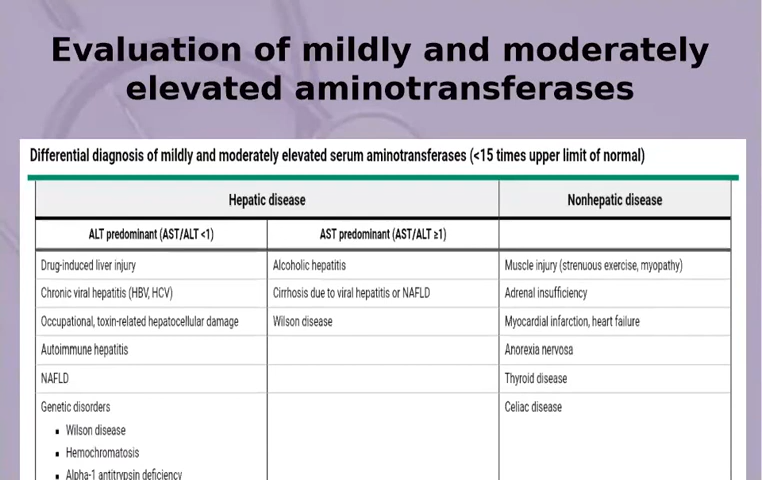 Evaluation of mildly and moderately
elevated aminotransferases
Differential diagnosis of mildly and moderately elevated serum aminotransferases (<15 times upper limit of normal)
Hepatic disease Nonhepatic disease
ALT predominant (AST/ALT <1) AST predominant (AST/ALT ≥1)
Drug-induced liver injury Alcoholic hepatitis Muscle injury (strenuous exercise, myopathy)
Chronic viral hepatitis (HBV, HCV) Cirrhosis due to viral hepatitis or NAFLD Adrenal insufficiency
Occupational, toxin-related hepatocellular damage Wilson disease Myocardial infarction, heart failure
Autoimmune hepatitis Anorexia nervosa
NAFLD Thyroid disease
Genetic disorders Celiac disease
▪ Wilson disease
▪ Hemochromatosis
▪ Alpha-1 antitrypsin deficiency